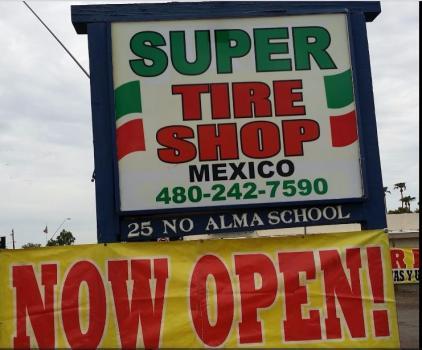 SUPER
TIRE
SHOP
MEXICO
480-242-7590
25 NO ALMA SCHOOL
NOW OPEN!